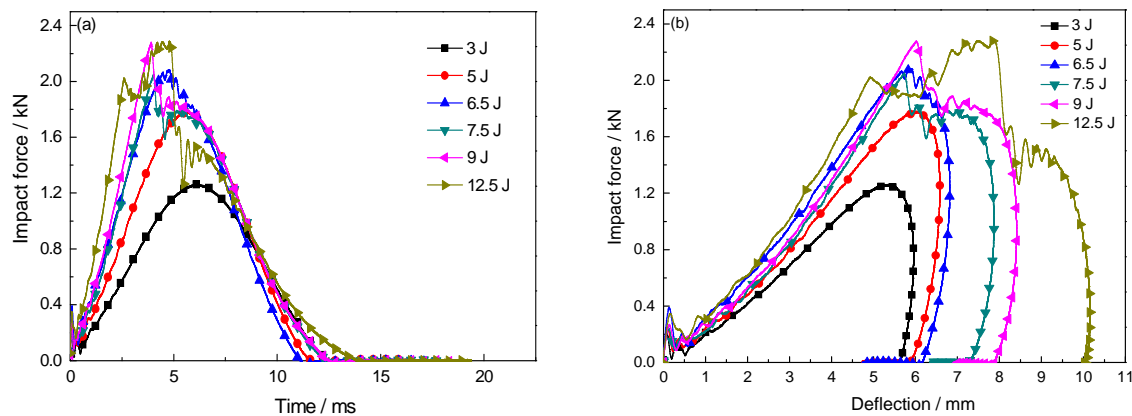 (a)
Impact force / kN
2.4
2.0
1.6
1.2
0.8
0.4
0.0
0 5 10 15 20
Time / ms
3 J
5 J
6.5 J
7.5 J
9 J
12.5 J
(b)
Impact force / kN
2.4
2.0
1.6
1.2
0.8
0.4
0.0
0 1 2 3 4 5 6 7 8 9 10 11
Deflection / mm
3 J
5 J
6.5 J
7.5 J
9 J
12.5 J